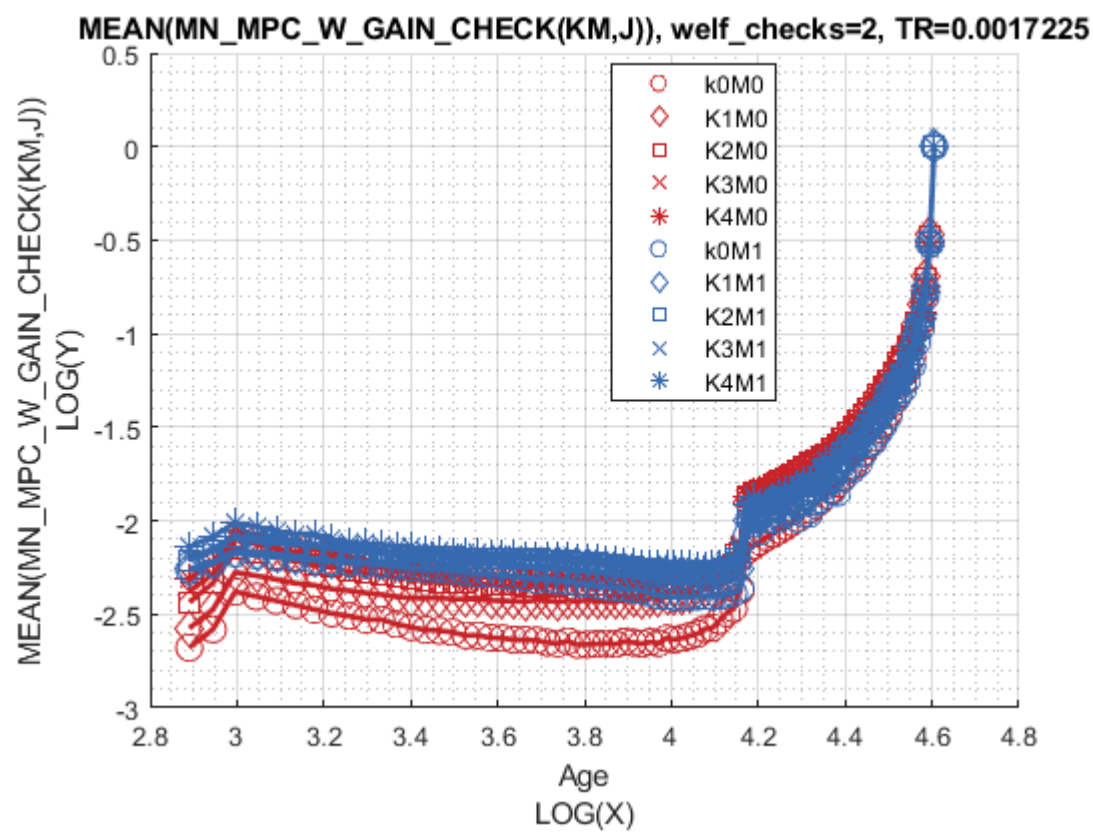 MEAN(MN_MPC_W_GAIN_CHECK(KM,J)), welf_checks=2, TR=0.0017225
MEAN(MN_MPC_W_GAIN_CHECK(KM,J))
LOG(Y)
0.5
0
-0.5
-1
-1.5
-2
-2.5
-3
k0M0
K1M0
K2M0
K3M0
K4M0
k0M1
K1M1
K2M1
K3M1
K4M1
2.8 3 3.2 3.4 3.6 3.8 4 4.2 4.4 4.6 4.8
Age
LOG(X)